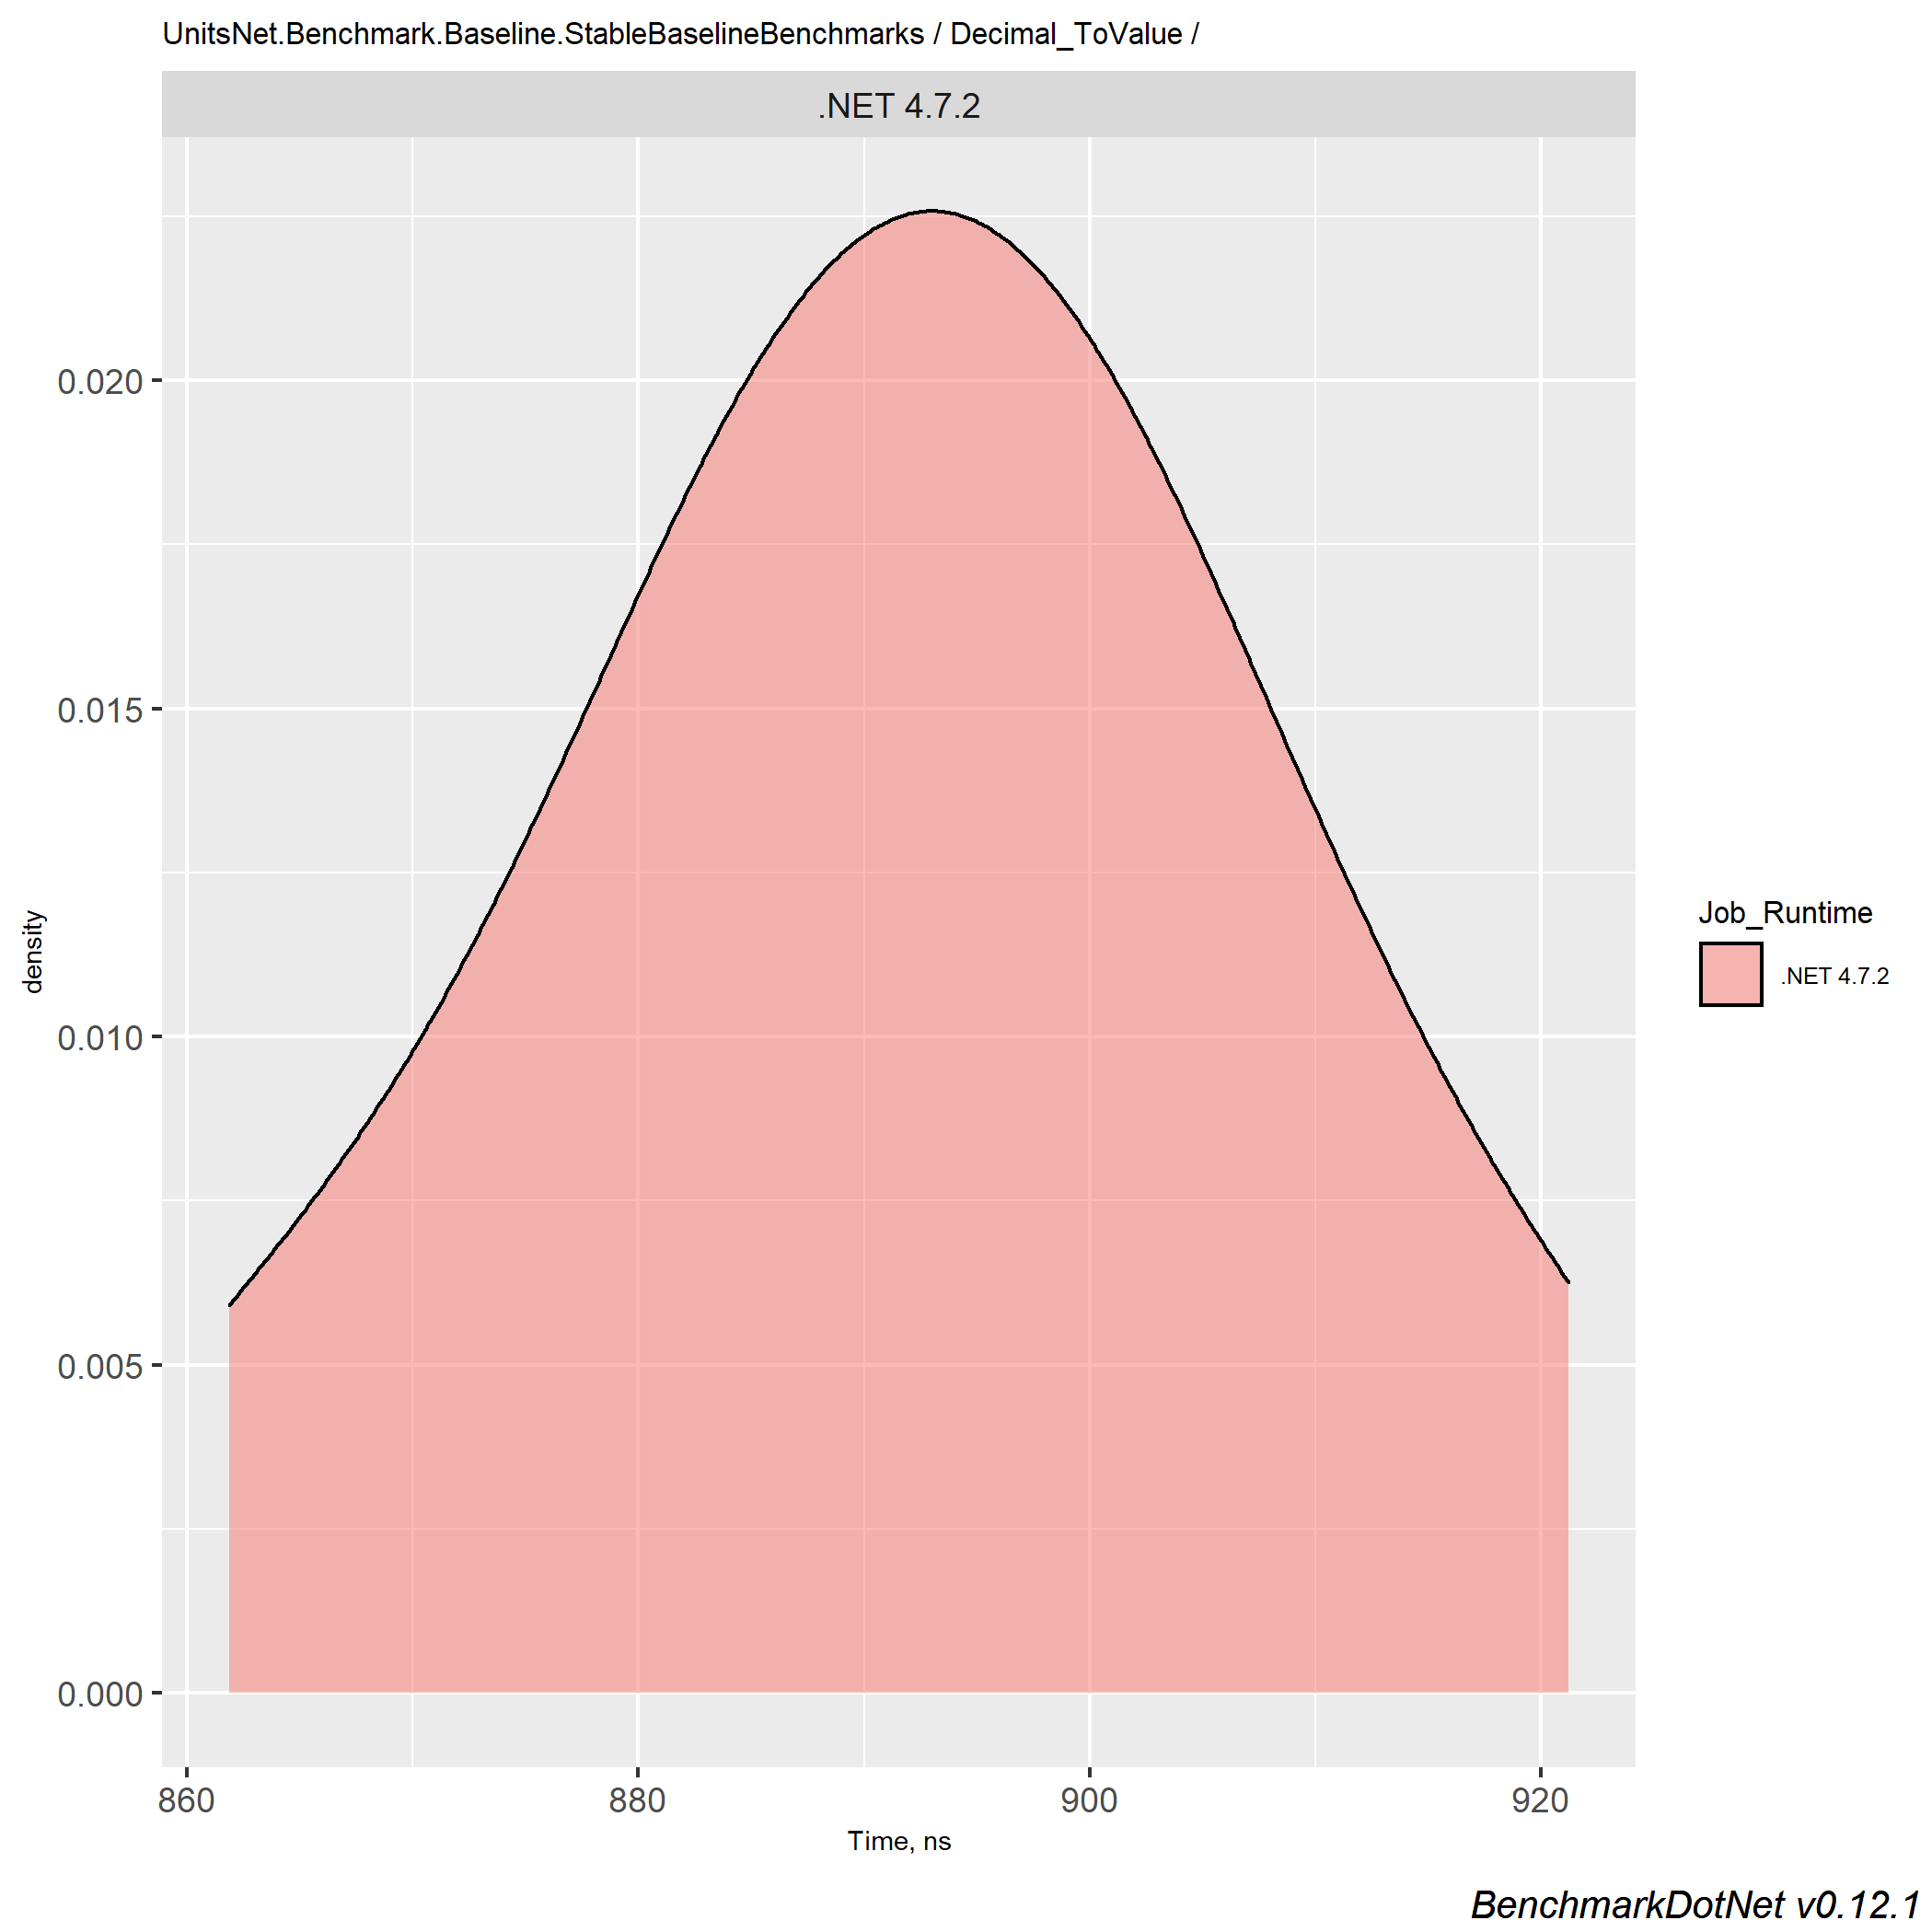 UnitsNet.Benchmark.Baseline.StableBaselineBenchmarks / Decimal_ToValue /
.NET 4.7.2
0.020
0.015
0.010
0.005
0.000
density
860 880 900 920
Time, ns
Job_Runtime
.NET 4.7.2
BenchmarkDotNet v0.12.1